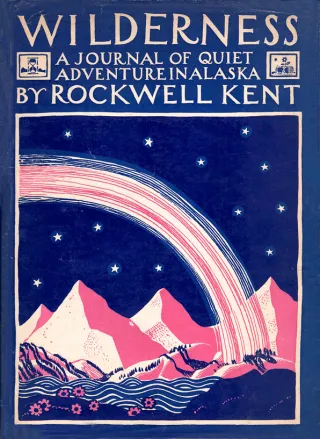 WILDERNESS
A JOURNAL OF QUIET
ADVENTURE IN ALASKA
BY ROCKWELL KENT